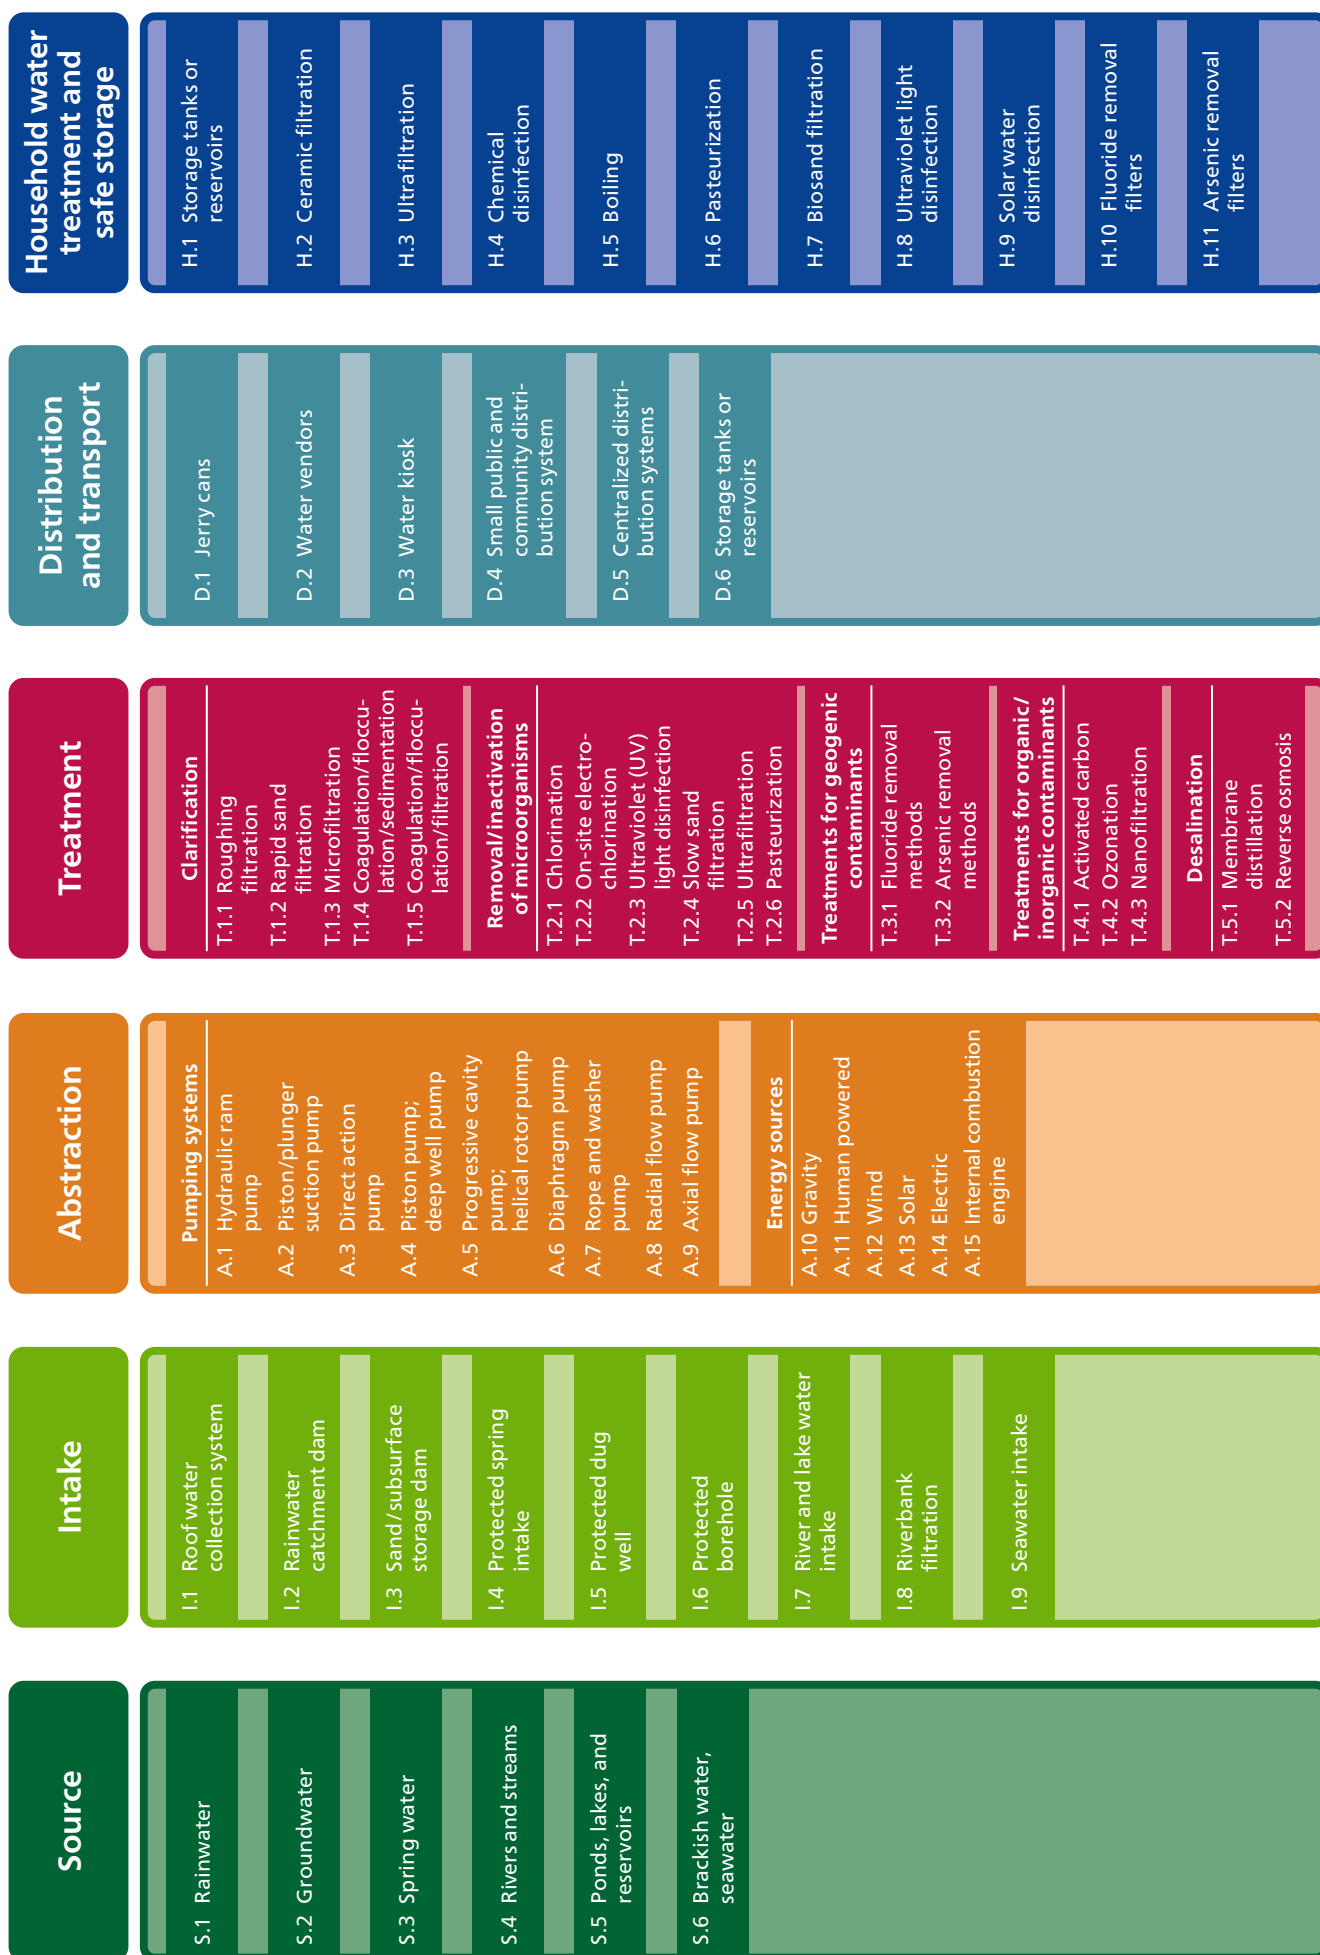 Source
S.1 Rainwater
S.2 Groundwater
S.3 Spring water
S.4 Rivers and streams
S.5 Ponds, lakes, and
reservoirs
S.6 Brackish water,
seawater
Intake
I.1 Roof water
collection system
I.2 Rainwater
catchment dam
I.3 Sand/subsurface
storage dam
I.4 Protected spring
intake
I.5 Protected dug
well
I.6 Protected
borehole
I.7 River and lake water
intake
I.8 Riverbank
filtration
I.9 Seawater intake
Abstraction
Pumping systems
A.1 Hydraulic ram
pump
A.2 Piston/plunger
suction pump
A.3 Direct action
pump
A.4 Piston pump;
deep well pump
A.5 Progressive cavity
pump;
helical rotor pump
A.6 Diaphragm pump
A.7 Rope and washer
pump
A.8 Radial flow pump
A.9 Axial flow pump
Energy sources
A.10 Gravity
A.11 Human powered
A.12 Wind
A.13 Solar
A.14 Electric
A.15 Internal combustion
engine
Treatment
Clarification
T.1.1 Roughing
filtration
T.1.2 Rapid sand
filtration
T.1.3 Microfiltration
T.1.4 Coagulation/floccu-
lation/sedimentation
T.1.5 Coagulation/floccu-
lation/filtration
Removal/inactivation
of microorganisms
T.2.1 Chlorination
T.2.2 On-site electro-
chlorination
T.2.3 Ultraviolet (UV)
light disinfection
T.2.4 Slow sand
filtration
T.2.5 Ultrafiltration
T.2.6 Pasteurization
Treatments for geogenic
contaminants
T.3.1 Fluoride removal
methods
T.3.2 Arsenic removal
methods
Treatments for organic/
inorganic contaminants
T.4.1 Activated carbon
T.4.2 Ozonation
T.4.3 Nanofiltration
Desalination
T.5.1 Membrane
distillation
T.5.2 Reverse osmosis
Distribution
and transport
D.1 Jerry cans
D.2 Water vendors
D.3 Water kiosk
D.4 Small public and
community distri-
bution system
D.5 Centralized distri-
bution systems
D.6 Storage tanks or
reservoirs
Household water
treatment and
safe storage
H.1 Storage tanks or
reservoirs
H.2 Ceramic filtration
H.3 Ultrafiltration
H.4 Chemical
disinfection
H.5 Boiling
H.6 Pasteurization
H.7 Biosand filtration
H.8 Ultraviolet light
disinfection
H.9 Solar water
disinfection
H.10 Fluoride removal
filters
H.11 Arsenic removal
filters